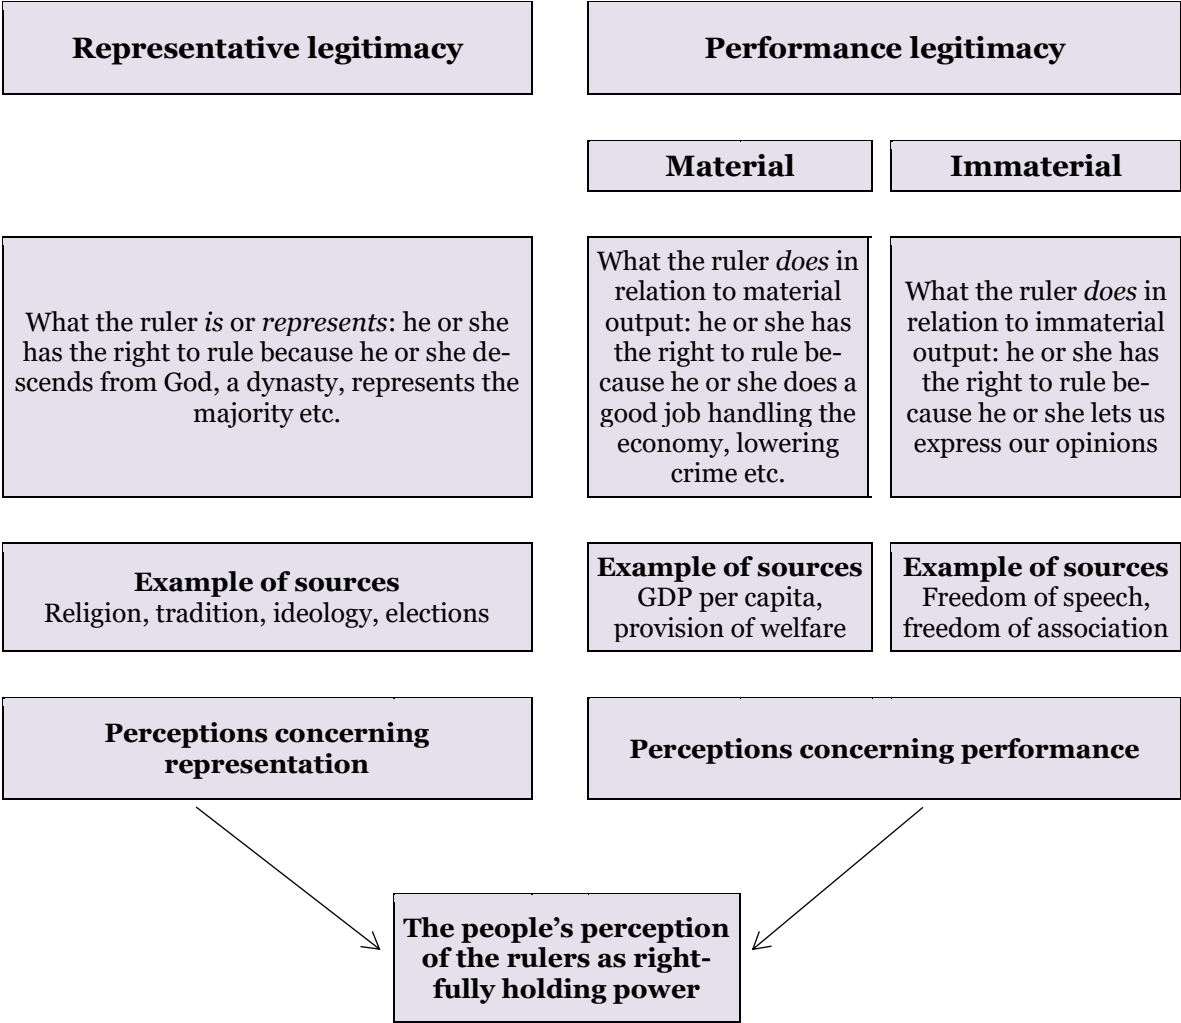 Representative legitimacy
Performance legitimacy
Material
Immaterial
What the ruler is or represents: he or she
has the right to rule because he or she de-
scends from God, a dynasty, represents the
majority etc.
What the ruler does in
relation to material
output: he or she has
the right to rule be-
cause he or she does a
good job handling the
economy, lowering
crime etc.
What the ruler does in
relation to immaterial
output: he or she has
the right to rule be-
cause he or she lets us
express our opinions
Example of sources
Religion, tradition, ideology, elections
Example of sources
GDP per capita,
provision of welfare
Example of sources
Freedom of speech,
freedom of association
Perceptions concerning
representation
Perceptions concerning performance
The people’s perception
of the rulers as right-
fully holding power